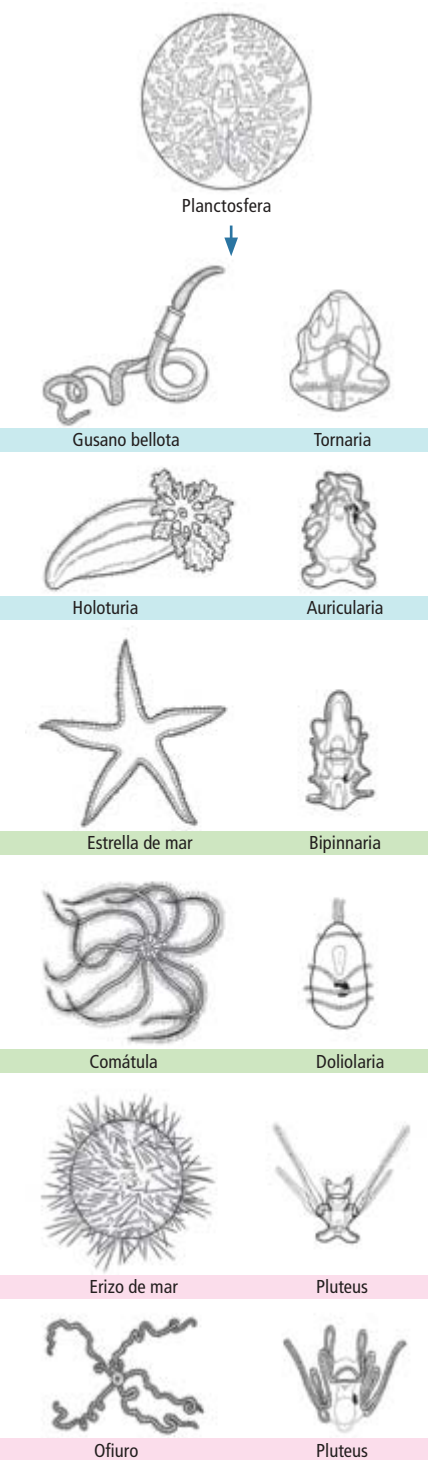 Planctosfera
Gusano bellota Tornaria
Holoturia Auricularia
Estrella de mar Bipinnaria
Comátula Doliolaria
Erizo de mar Pluteus
Ofiuro Pluteus